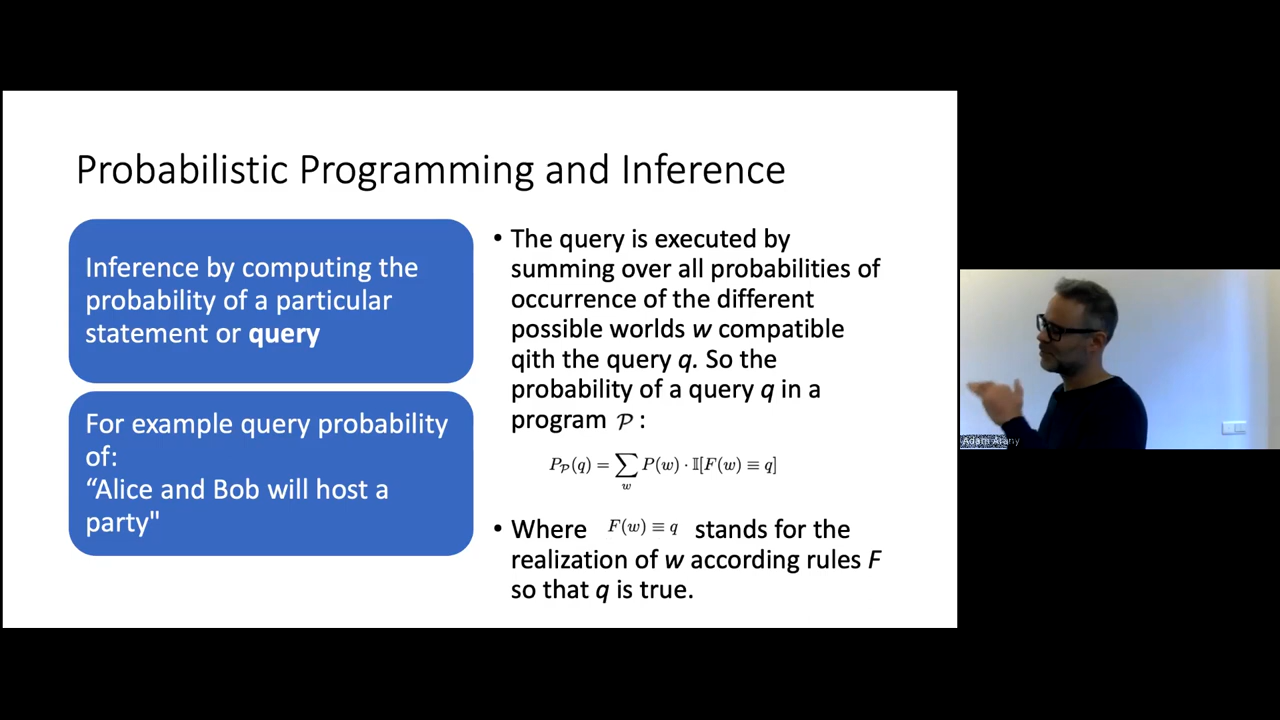 Probabilistic Programming and Inference
Inference by computing the
probability of a particular
statement or query
For example query probability
of:
“Alice and Bob will host a
party"
• The query is executed by
summing over all probabilities of
occurrence of the different
possible worlds w compatible
qith the query q. So the
probability of a query q in a
program 𝒫 :
P𝒫(q) = ∑w P(w) · 𝕀[F(w) ≡ q]
• Where F(w) ≡ q stands for the
realization of w according rules F
so that q is true.
Adam Arany